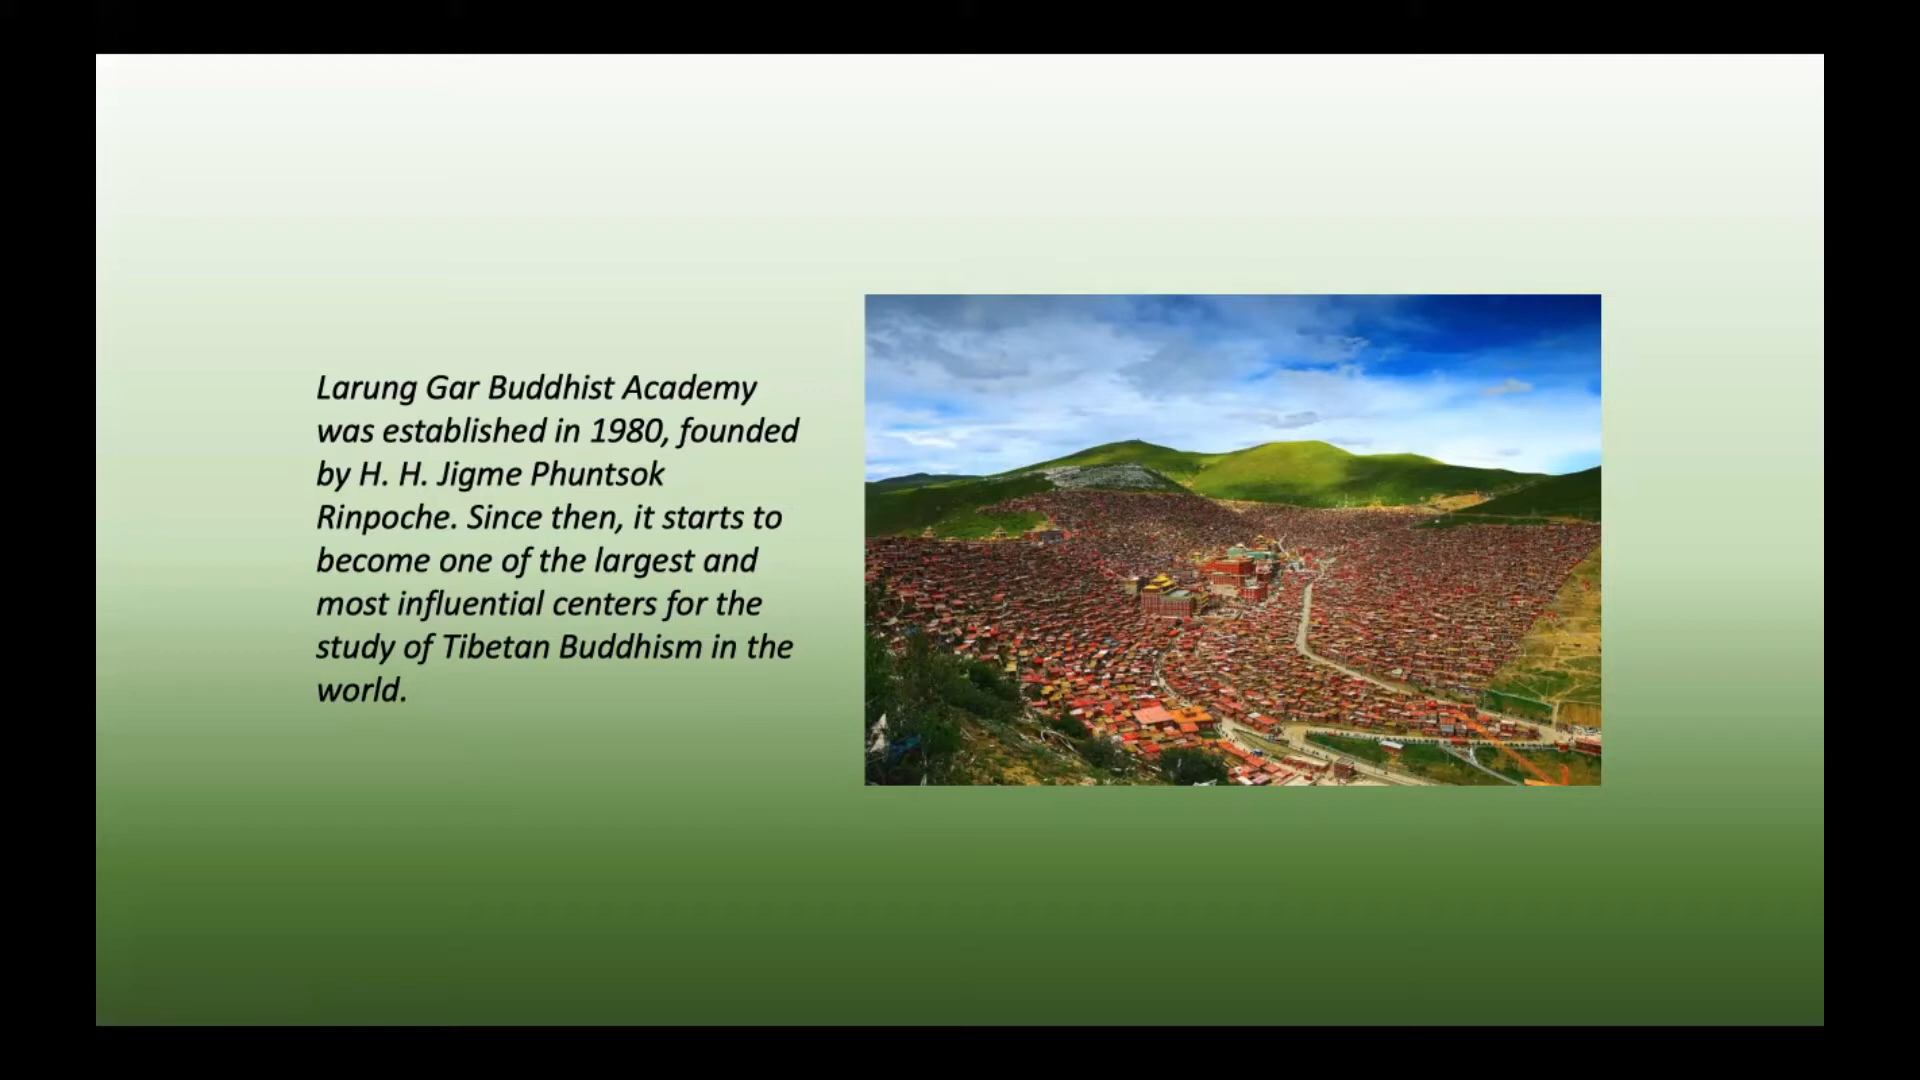 Larung Gar Buddhist Academy
was established in 1980, founded
by H. H. Jigme Phuntsok
Rinpoche. Since then, it starts to
become one of the largest and
most influential centers for the
study of Tibetan Buddhism in the
world.